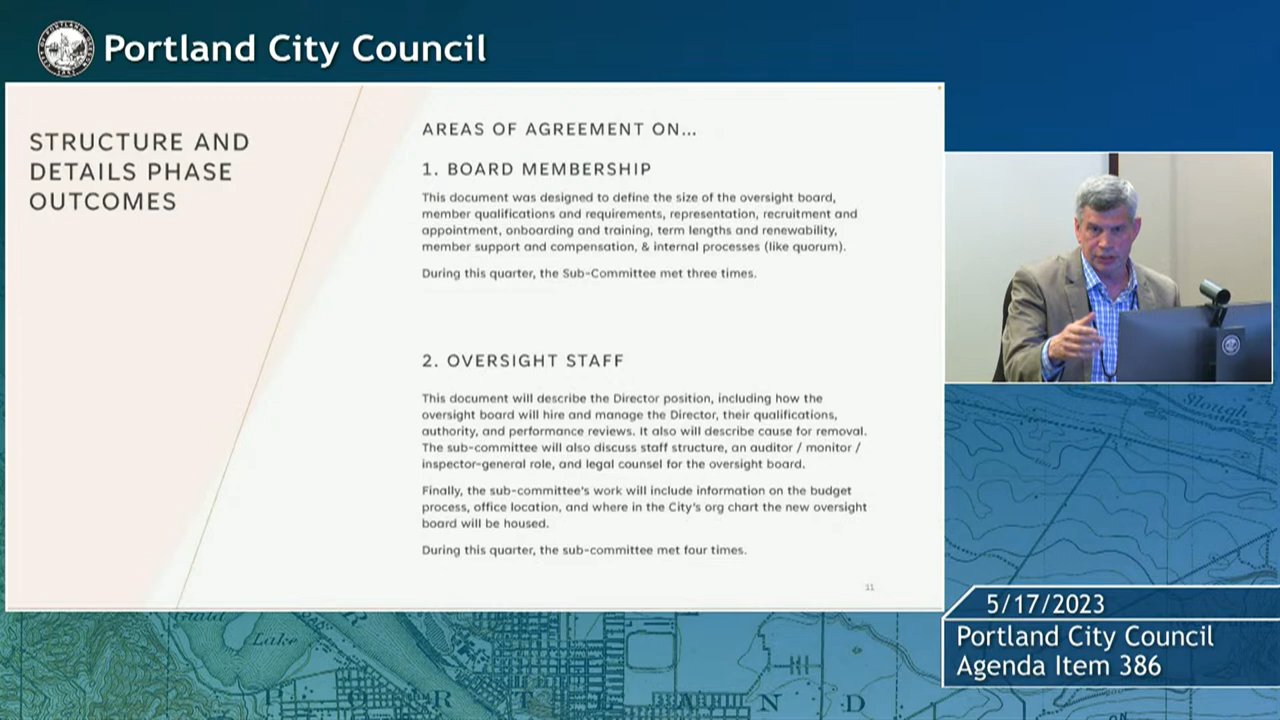 Portland City Council
STRUCTURE AND
DETAILS PHASE
OUTCOMES
AREAS OF AGREEMENT ON...
1. BOARD MEMBERSHIP
This document was designed to define the size of the oversight board,
member qualifications and requirements, representation, recruitment and
appointment, onboarding and training, term lengths and renewability,
member support and compensation, & internal processes (like quorum).
During this quarter, the Sub-Committee met three times.
2. OVERSIGHT STAFF
This document will describe the Director position, including how the
oversight board will hire and manage the Director, their qualifications,
authority, and performance reviews. It also will describe cause for removal.
The sub-committee will also discuss staff structure, an auditor / monitor /
inspector-general role, and legal counsel for the oversight board.
Finally, the sub-committee's work will include information on the budget
process, office location, and where in the City's org chart the new oversight
board will be housed.
During this quarter, the sub-committee met four times.
11
Slough
5/17/2023
Portland City Council
Agenda Item 386
Guild
Lake
R T L A N D